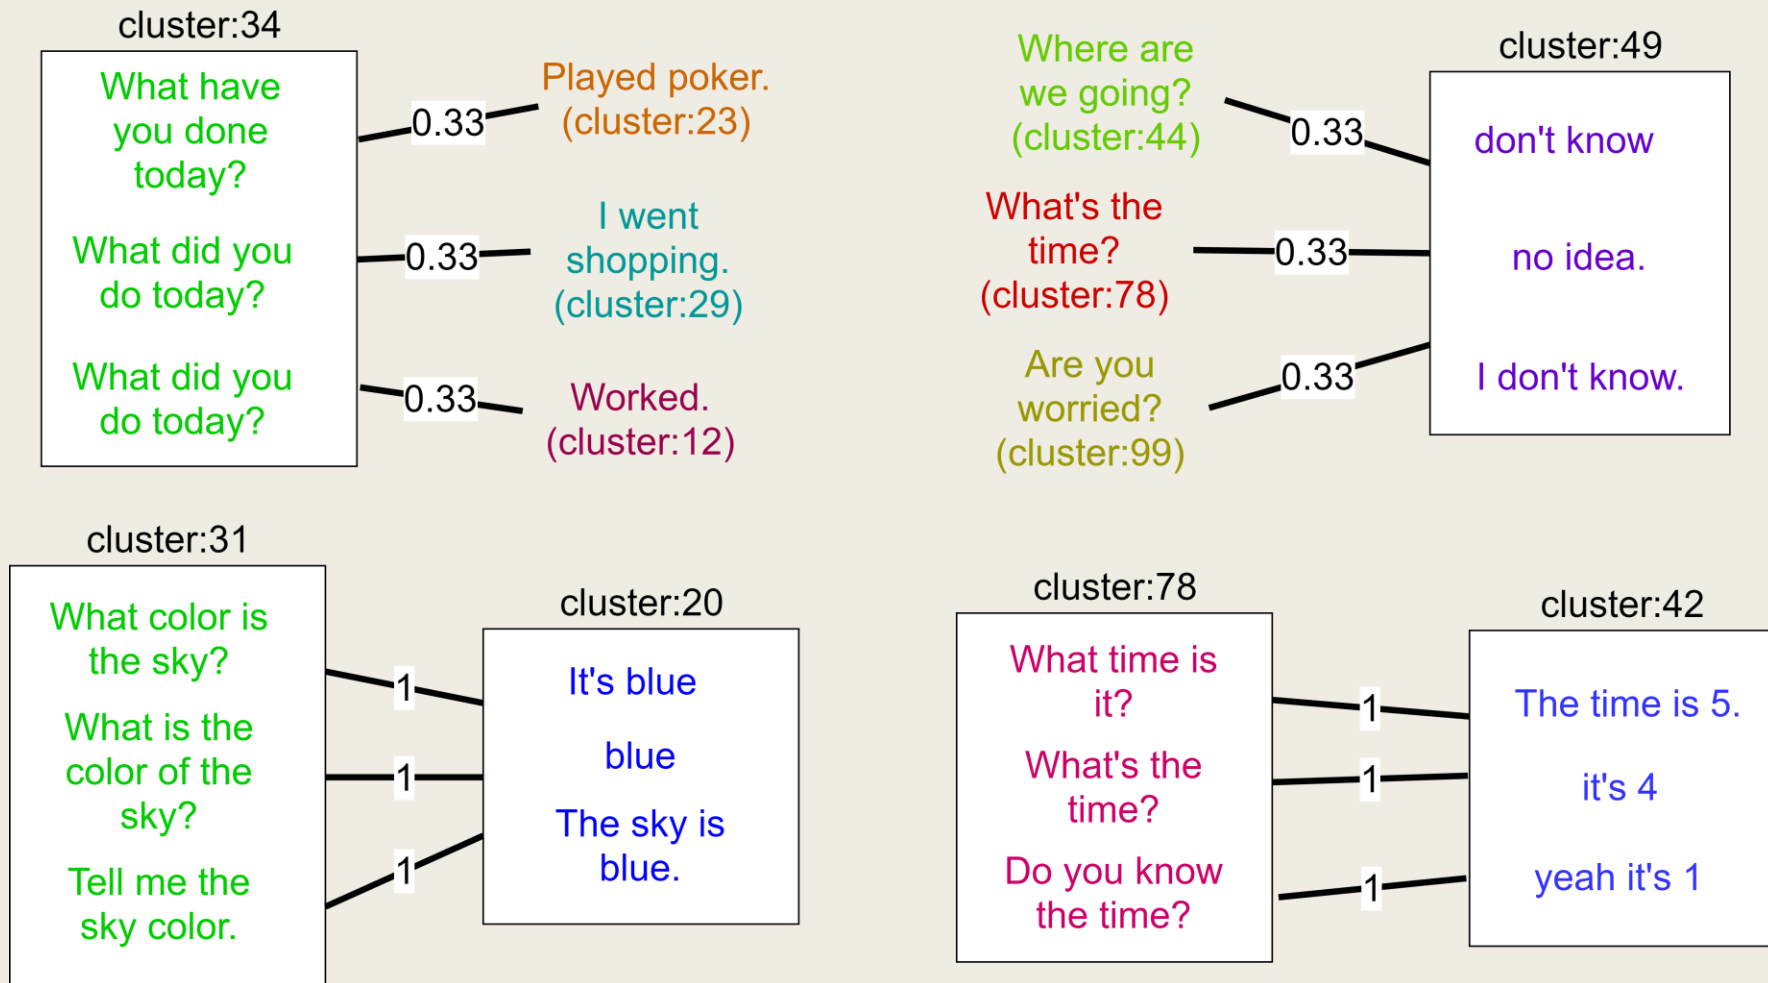 cluster:34
What have
you done
today?
What did you
do today?
What did you
do today?
0.33
0.33
0.33
Played poker.
(cluster:23)
I went
shopping.
(cluster:29)
Worked.
(cluster:12)
Where are
we going?
(cluster:44)
What's the
time?
(cluster:78)
Are you
worried?
(cluster:99)
0.33
0.33
0.33
cluster:49
don't know
no idea.
I don't know.
cluster:31
What color is
the sky?
What is the
color of the
sky?
Tell me the
sky color.
1
1
1
cluster:20
It's blue
blue
The sky is
blue.
cluster:78
What time is
it?
What's the
time?
Do you know
the time?
1
1
1
cluster:42
The time is 5.
it's 4
yeah it's 1